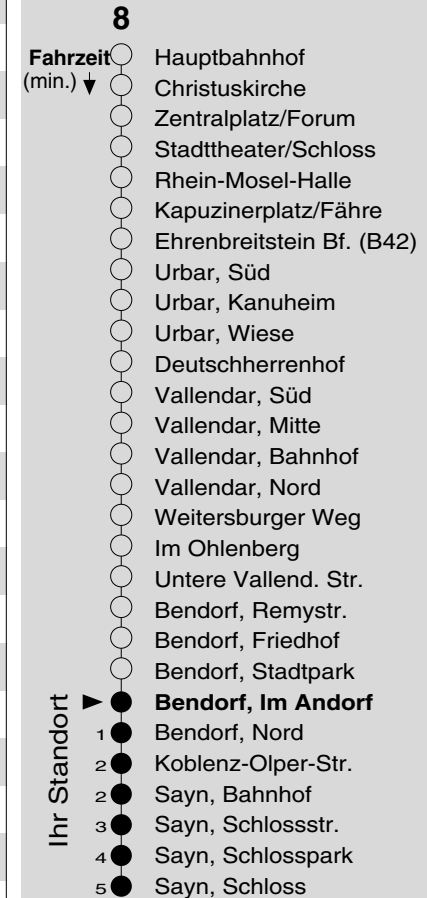 8
Fahrzeit
(min.)
Hauptbahnhof
Christuskirche
Zentralplatz/Forum
Stadttheater/Schloss
Rhein-Mosel-Halle
Kapuzinerplatz/Fähre
Ehrenbreitstein Bf. (B42)
Urbar, Süd
Urbar, Kanuheim
Urbar, Wiese
Deutschherrenhof
Vallendar, Süd
Vallendar, Mitte
Vallendar, Bahnhof
Vallendar, Nord
Weitersburger Weg
Im Ohlenberg
Untere Vallend. Str.
Bendorf, Remystr.
Bendorf, Friedhof
Bendorf, Stadtpark
Ihr Standort
Bendorf, Im Andorf
1 Bendorf, Nord
2 Koblenz-Olper-Str.
2 Sayn, Bahnhof
3 Sayn, Schlossstr.
4 Sayn, Schlosspark
5 Sayn, Schloss